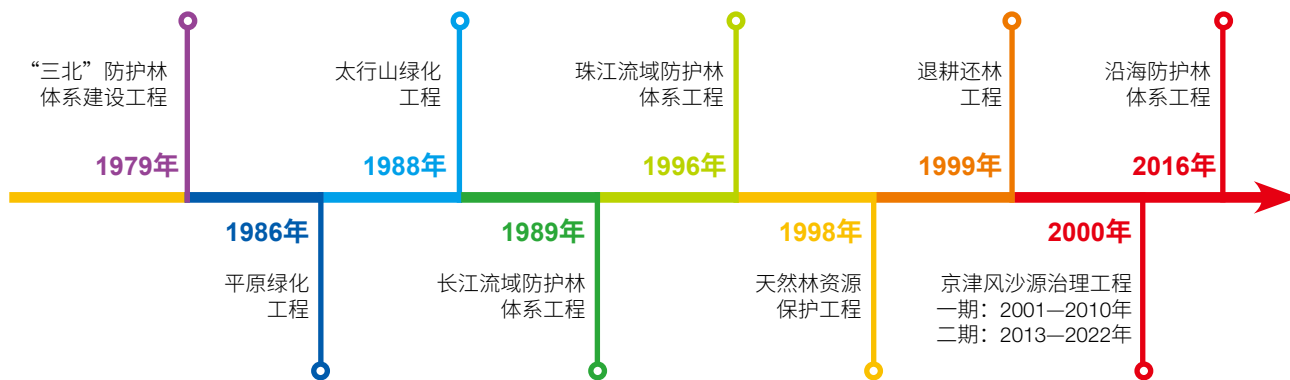 “三北”防护林
体系建设工程
1979年
太行山绿化
工程
1988年
珠江流域防护林
体系工程
1996年
退耕还林
工程
1999年
沿海防护林
体系工程
2016年
1986年
平原绿化
工程
1989年
长江流域防护林
体系工程
1998年
天然林资源
保护工程
2000年
京津风沙源治理工程
一期：2001—2010年
二期：2013—2022年